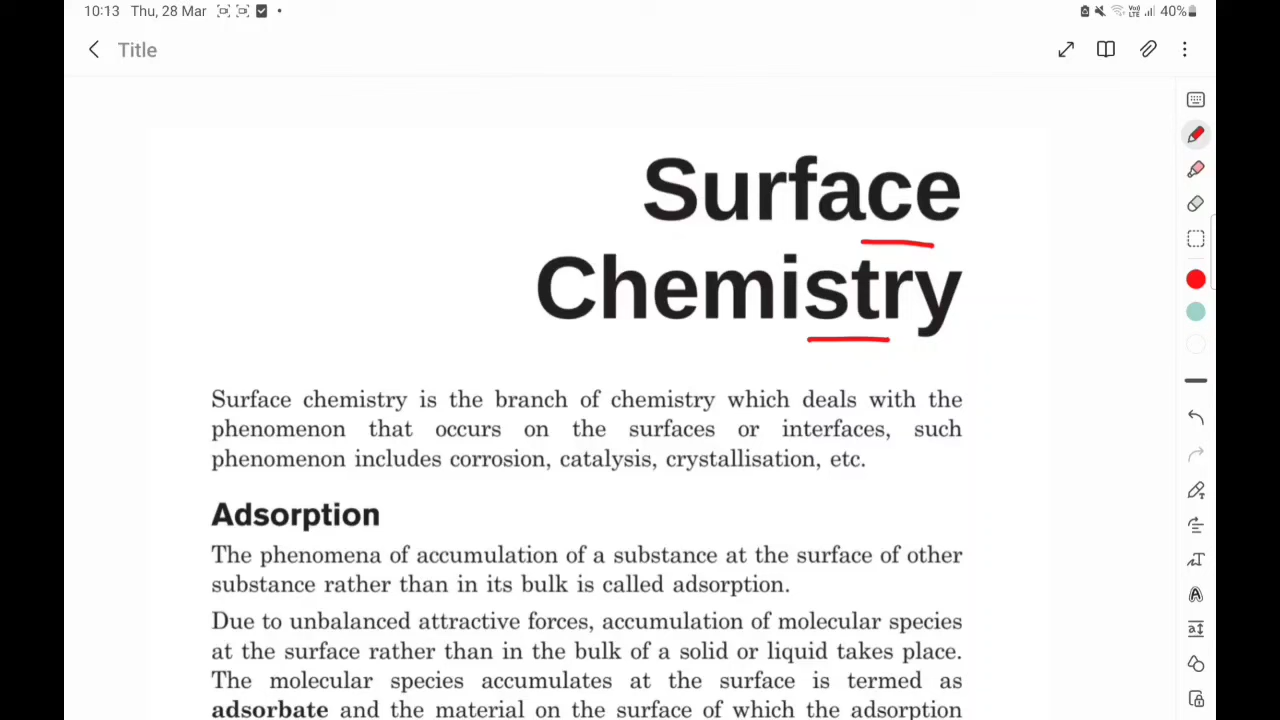 10:13 Thu, 28 Mar
Vo) LTE 40%
Title
Surface
Chemistry
Surface chemistry is the branch of chemistry which deals with the
phenomenon that occurs on the surfaces or interfaces, such
phenomenon includes corrosion, catalysis, crystallisation, etc.
Adsorption
The phenomena of accumulation of a substance at the surface of other
substance rather than in its bulk is called adsorption.
Due to unbalanced attractive forces, accumulation of molecular species
at the surface rather than in the bulk of a solid or liquid takes place.
The molecular species accumulates at the surface is termed as
adsorbate and the material on the surface of which the adsorption